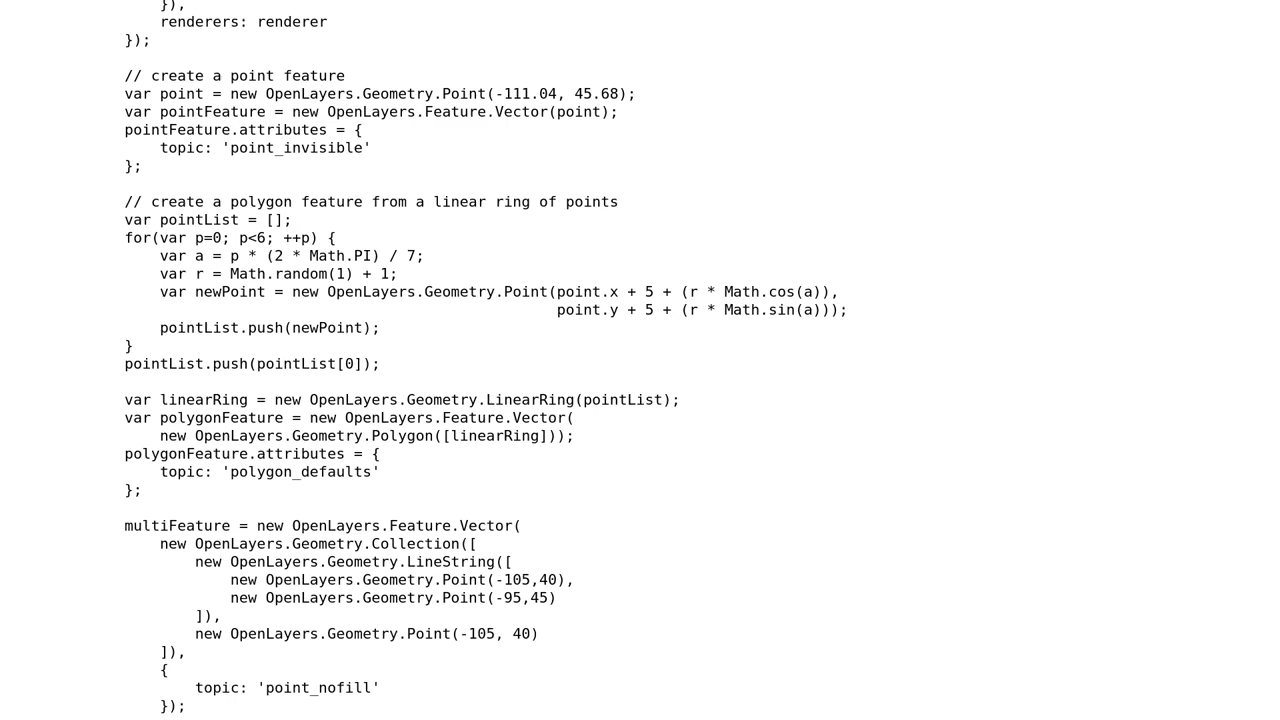 }),
        renderers: renderer
    });

    // create a point feature
    var point = new OpenLayers.Geometry.Point(-111.04, 45.68);
    var pointFeature = new OpenLayers.Feature.Vector(point);
    pointFeature.attributes = {
        topic: 'point_invisible'
    };

    // create a polygon feature from a linear ring of points
    var pointList = [];
    for(var p=0; p<6; ++p) {
        var a = p * (2 * Math.PI) / 7;
        var r = Math.random(1) + 1;
        var newPoint = new OpenLayers.Geometry.Point(point.x + 5 + (r * Math.cos(a)),
                                                     point.y + 5 + (r * Math.sin(a)));
        pointList.push(newPoint);
    }
    pointList.push(pointList[0]);

    var linearRing = new OpenLayers.Geometry.LinearRing(pointList);
    var polygonFeature = new OpenLayers.Feature.Vector(
        new OpenLayers.Geometry.Polygon([linearRing]));
    polygonFeature.attributes = {
        topic: 'polygon_defaults'
    };

    multiFeature = new OpenLayers.Feature.Vector(
        new OpenLayers.Geometry.Collection([
            new OpenLayers.Geometry.LineString([
                new OpenLayers.Geometry.Point(-105,40),
                new OpenLayers.Geometry.Point(-95,45)
            ]),
            new OpenLayers.Geometry.Point(-105, 40)
        ]),
        {
            topic: 'point_nofill'
        });